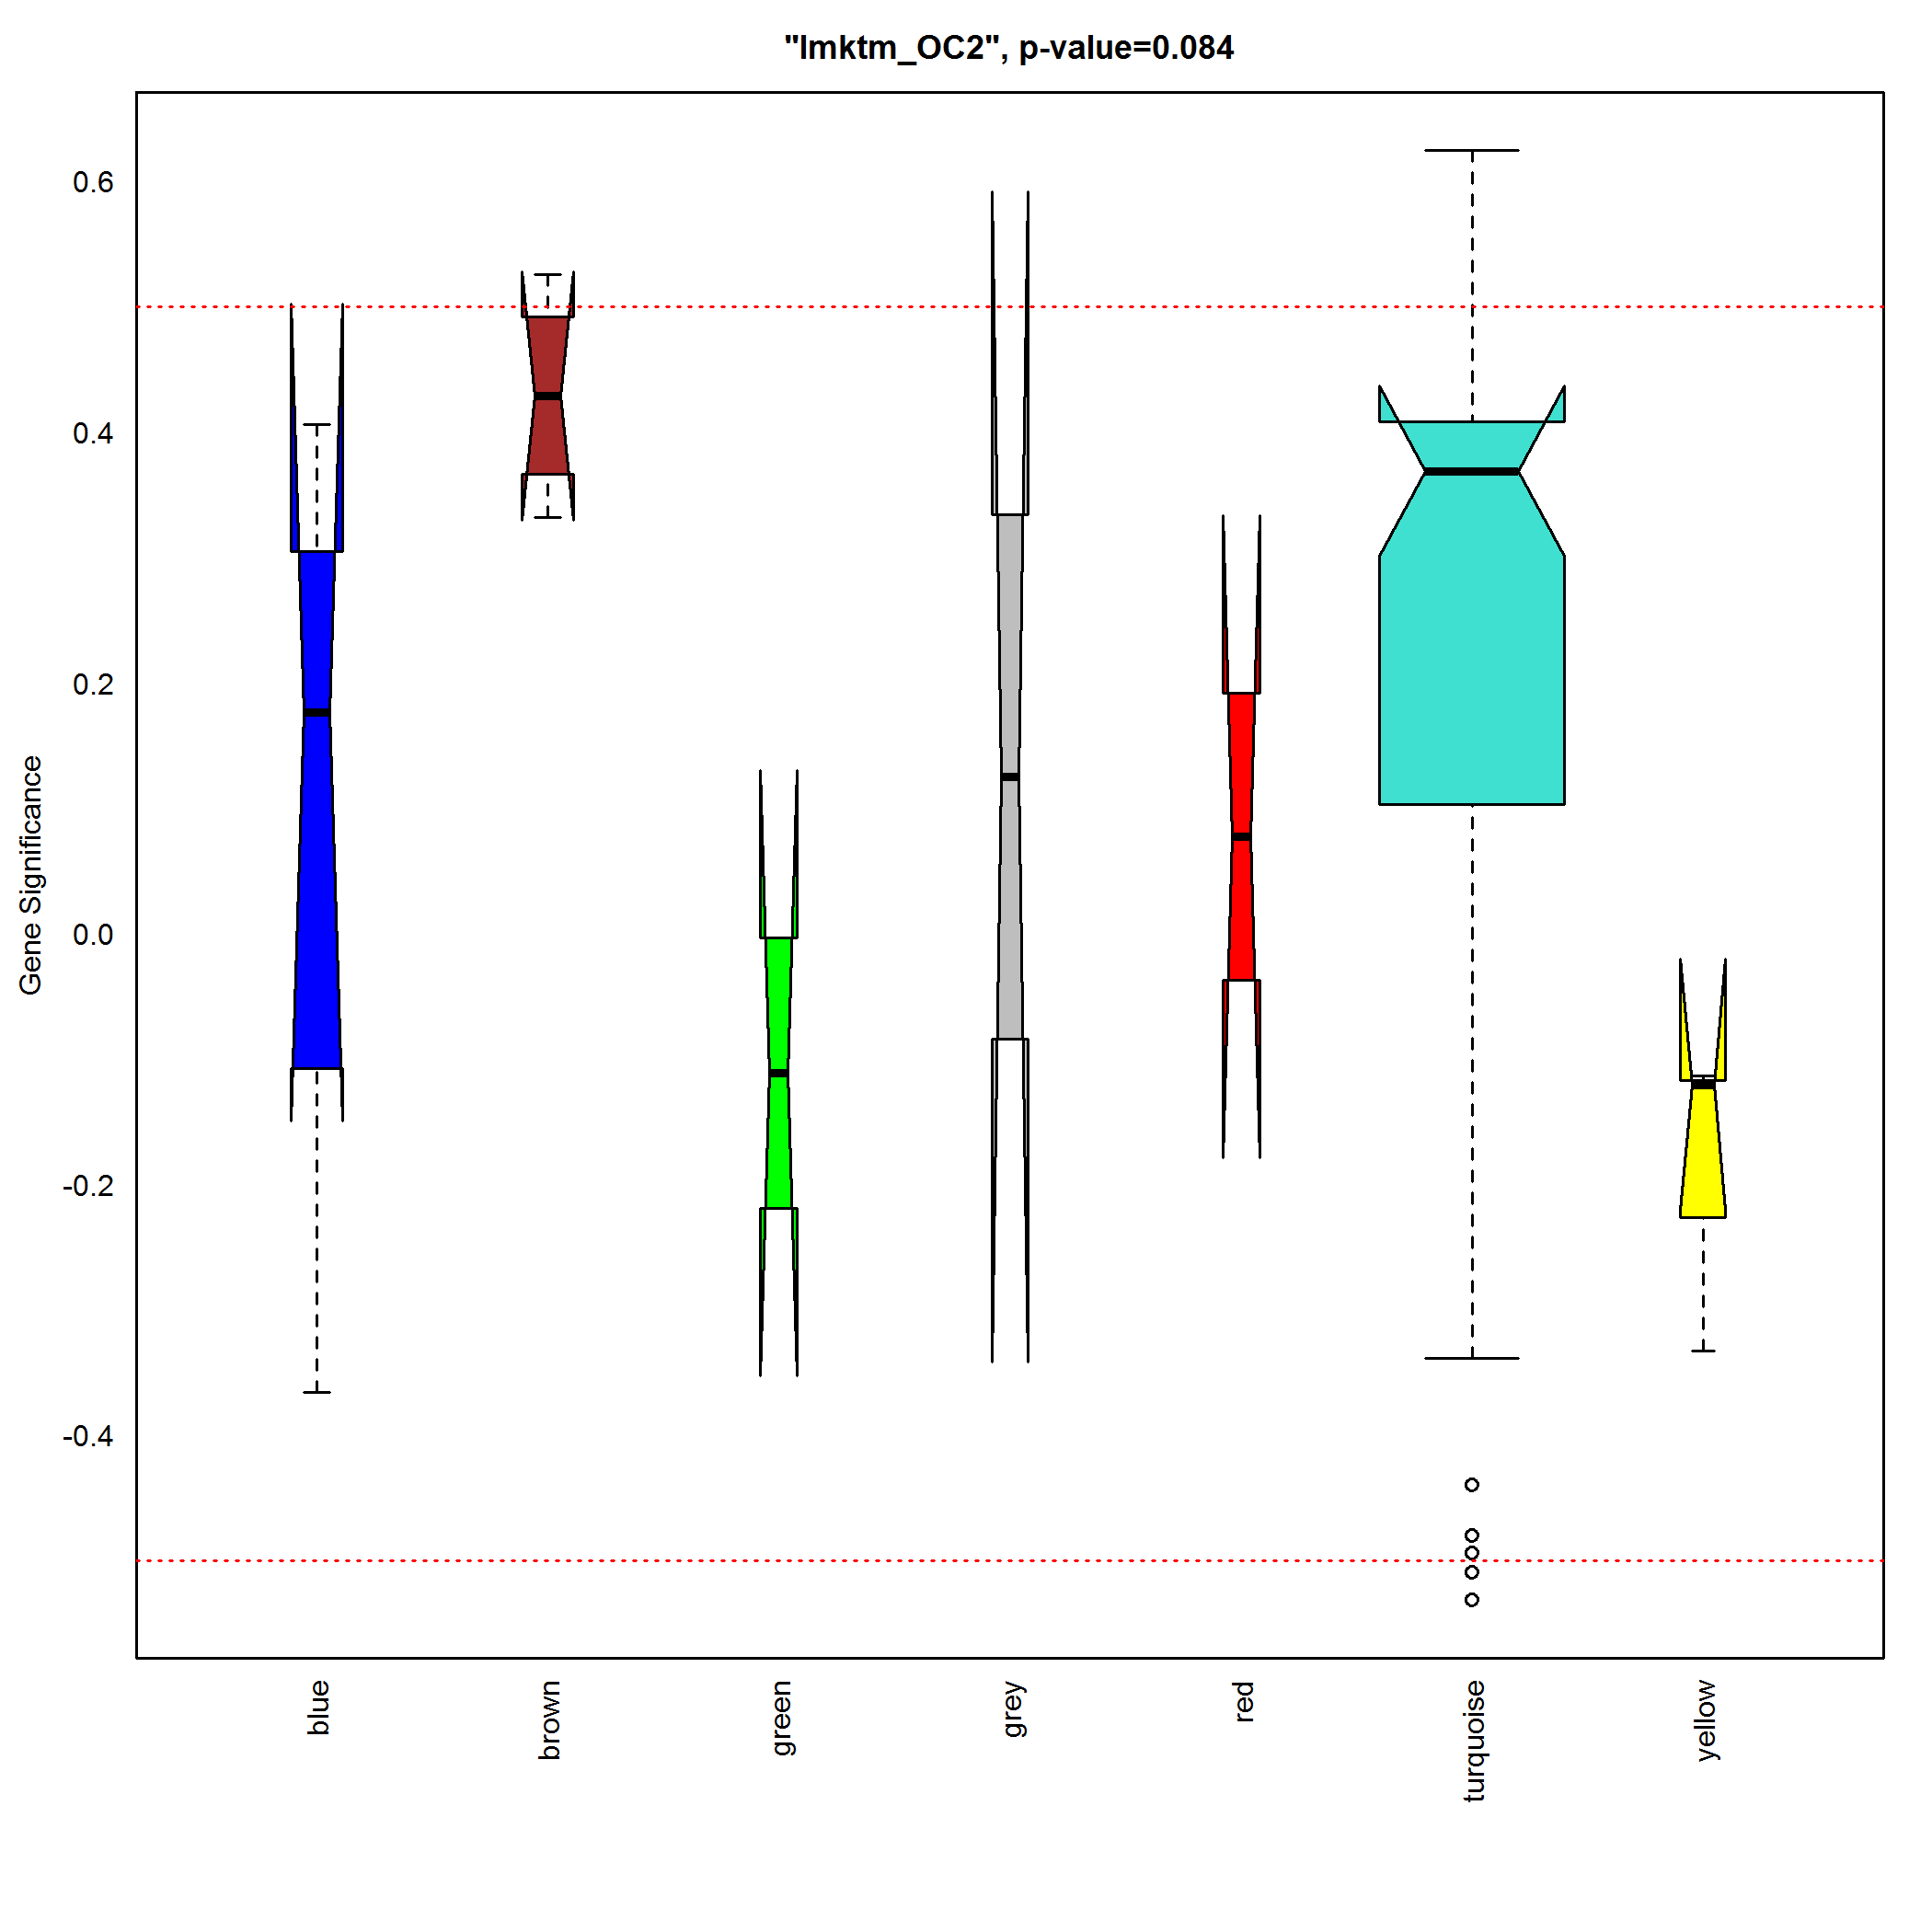 "lmktm_OC2", p-value=0.084
0.6
0.4
0.2
0.0
-0.2
-0.4
Gene Significance
blue
brown
green
grey
red
turquoise
yellow